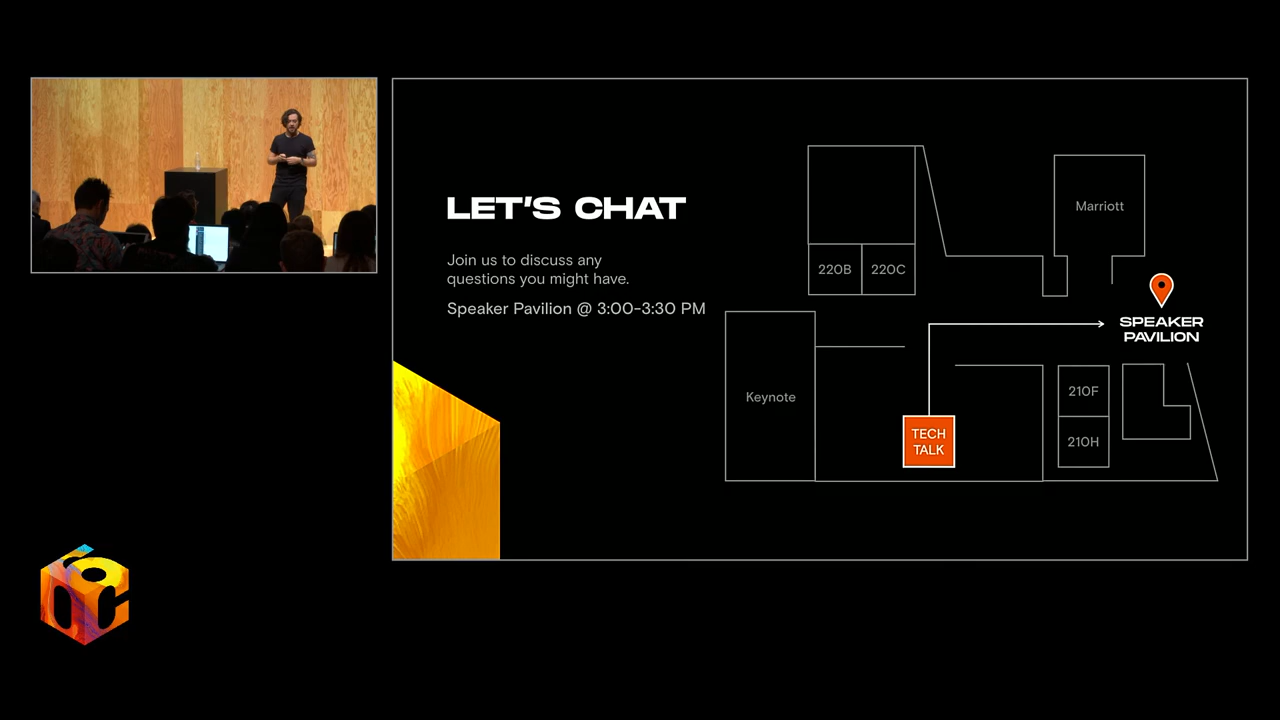 LET'S CHAT
Join us to discuss any
questions you might have.
Speaker Pavilion @ 3:00-3:30 PM
Marriott
220B
220C
SPEAKER
PAVILION
Keynote
210F
TECH
TALK
210H